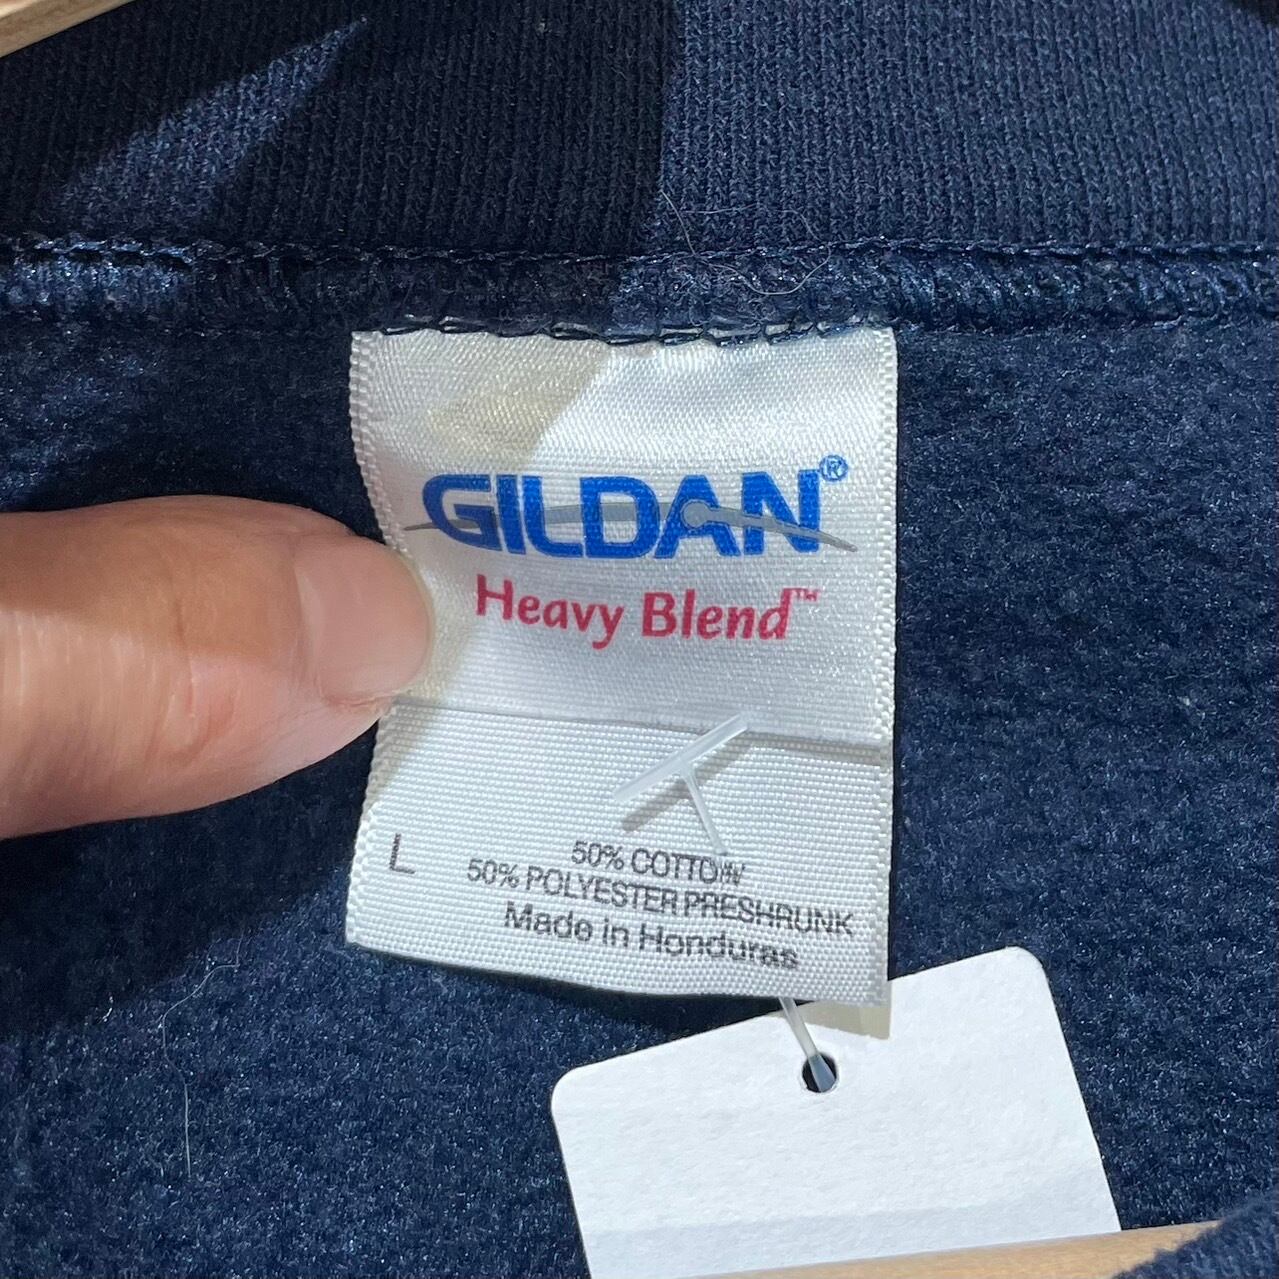 GILDAN®
Heavy Blend™
L
50% COTTON
50% POLYESTER PRESHRUNK
Made in Honduras